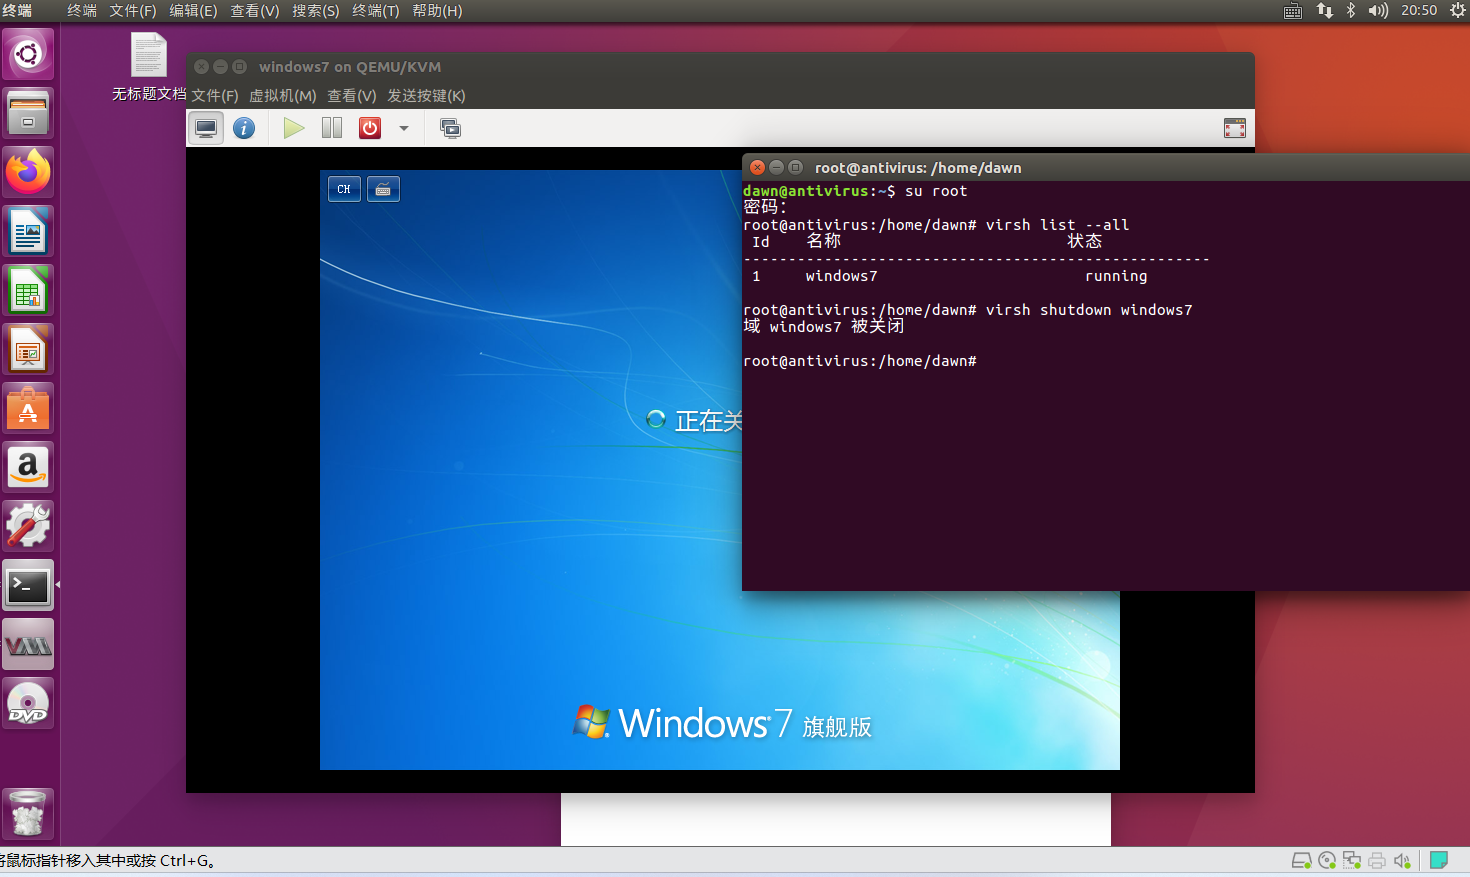 终端
终端 文件(F) 编辑(E) 查看(V) 搜索(S) 终端(T) 帮助(H)
20:50
无标题文档
windows7 on QEMU/KVM
文件(F) 虚拟机(M) 查看(V) 发送按键(K)
CH
正在关
Windows 7 旗舰版
root@antivirus: /home/dawn
dawn@antivirus:~$ su root
密码:
root@antivirus:/home/dawn# virsh list --all
Id 名称 状态
----------------------------------------------------
1 windows7 running
root@antivirus:/home/dawn# virsh shutdown windows7
域 windows7 被关闭
root@antivirus:/home/dawn#
VMM
DVD
将鼠标指针移入其中或按 Ctrl+G。